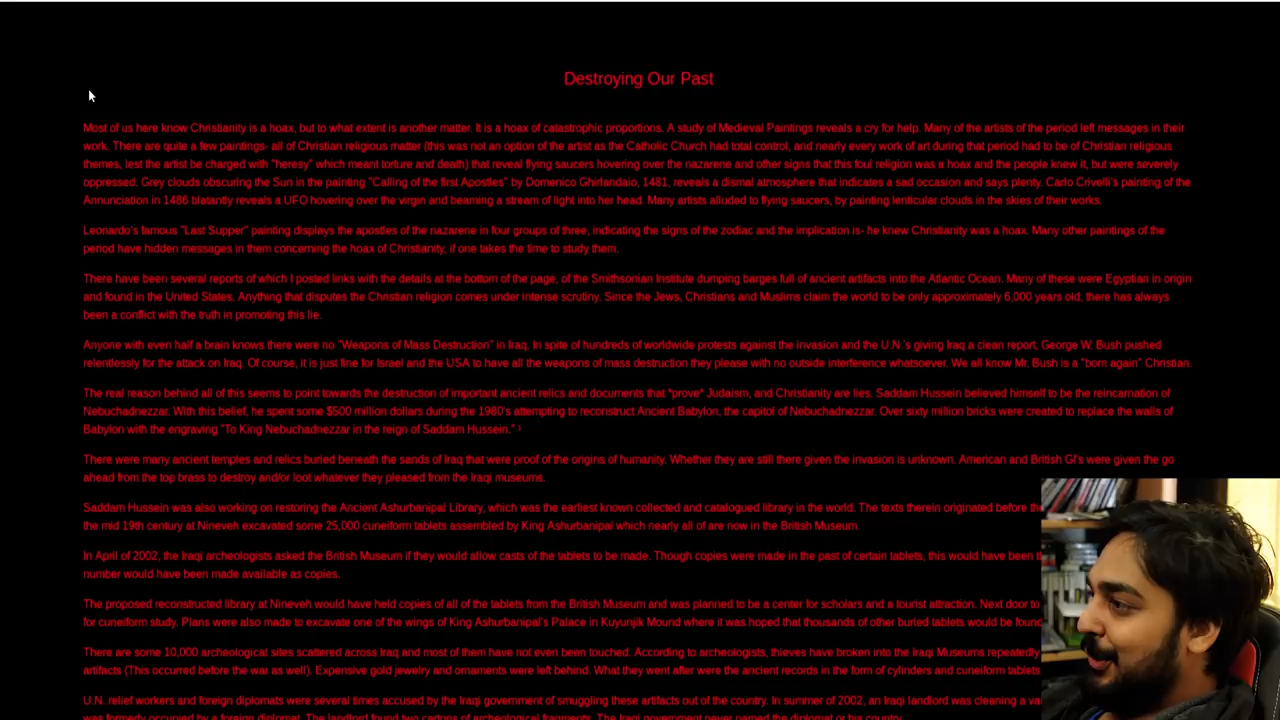 Destroying Our Past
Most of us here know Christianity is a hoax, but to what extent is another matter. It is a hoax of catastrophic proportions. A study of Medieval Paintings reveals a cry for help. Many of the artists of the period left messages in their
work. There are quite a few paintings- all of Christian religious matter (this was not an option of the artist as the Catholic Church had total control, and nearly every work of art during that period had to be of Christian religious
themes, lest the artist be charged with "heresy" which meant torture and death) that reveal flying saucers hovering over the nazarene and other signs that this foul religion was a hoax and the people knew it, but were severely
oppressed. Grey clouds obscuring the Sun in the painting "Calling of the first Apostles" by Domenico Ghirlandaio, 1481, reveals a dismal atmosphere that indicates a sad occasion and says plenty. Carlo Crivelli's painting of the
Annunciation in 1486 blatantly reveals a UFO hovering over the virgin and beaming a stream of light into her head. Many artists alluded to flying saucers, by painting lenticular clouds in the skies of their works.
Leonardo's famous "Last Supper" painting displays the apostles of the nazarene in four groups of three, indicating the signs of the zodiac and the implication is- he knew Christianity was a hoax. Many other paintings of the
period have hidden messages in them concerning the hoax of Christianity, if one takes the time to study them.
There have been several reports of which I posted links with the details at the bottom of the page, of the Smithsonian Institute dumping barges full of ancient artifacts into the Atlantic Ocean. Many of these were Egyptian in origin
and found in the United States. Anything that disputes the Christian religion comes under intense scrutiny. Since the Jews, Christians and Muslims claim the world to be only approximately 6,000 years old, there has always
been a conflict with the truth in promoting this lie.
Anyone with even half a brain knows there were no "Weapons of Mass Destruction" in Iraq. In spite of hundreds of worldwide protests against the invasion and the U.N.'s giving Iraq a clean report, George W. Bush pushed
relentlessly for the attack on Iraq. Of course, it is just fine for Israel and the USA to have all the weapons of mass destruction they please with no outside interference whatsoever. We all know Mr. Bush is a "born again" Christian.
The real reason behind all of this seems to point towards the destruction of important ancient relics and documents that *prove* Judaism, and Christianity are lies. Saddam Hussein believed himself to be the reincarnation of
Nebuchadnezzar. With this belief, he spent some $500 million dollars during the 1980's attempting to reconstruct Ancient Babylon, the capitol of Nebuchadnezzar. Over sixty million bricks were created to replace the walls of
Babylon with the engraving "To King Nebuchadnezzar in the reign of Saddam Hussein." ¹
There were many ancient temples and relics buried beneath the sands of Iraq that were proof of the origins of humanity. Whether they are still there given the invasion is unknown. American and British GI's were given the go
ahead from the top brass to destroy and/or loot whatever they pleased from the Iraqi museums.
Saddam Hussein was also working on restoring the Ancient Ashurbanipal Library, which was the earliest known collected and catalogued library in the world. The texts therein originated before
the mid 19th century at Nineveh excavated some 25,000 cuneiform tablets assembled by King Ashurbanipal which nearly all of are now in the British Museum.
In April of 2002, the Iraqi archeologists asked the British Museum if they would allow casts of the tablets to be made. Though copies were made in the past of certain tablets, this would have been
number would have been made available as copies.
The proposed reconstructed library at Nineveh would have held copies of all of the tablets from the British Museum and was planned to be a center for scholars and a tourist attraction. Next door to
for cuneiform study. Plans were also made to excavate one of the wings of King Ashurbanipal's Palace in Kuyunjik Mound where it was hoped that thousands of other buried tablets would be found
There are some 10,000 archeological sites scattered across Iraq and most of them have not even been touched. According to archeologists, thieves have broken into the Iraqi Museums repeatedly
artifacts (This occurred before the war as well). Expensive gold jewelry and ornaments were left behind. What they went after were the ancient records in the form of cylinders and cuneiform tablets
U.N. relief workers and foreign diplomats were several times accused by the Iraqi government of smuggling these artifacts out of the country. In summer of 2002, an Iraqi landlord was cleaning a
was formerly occupied by a foreign diplomat. The landlord found two cartons of archeological fragments. The Iraqi government never named the diplomat or his country.